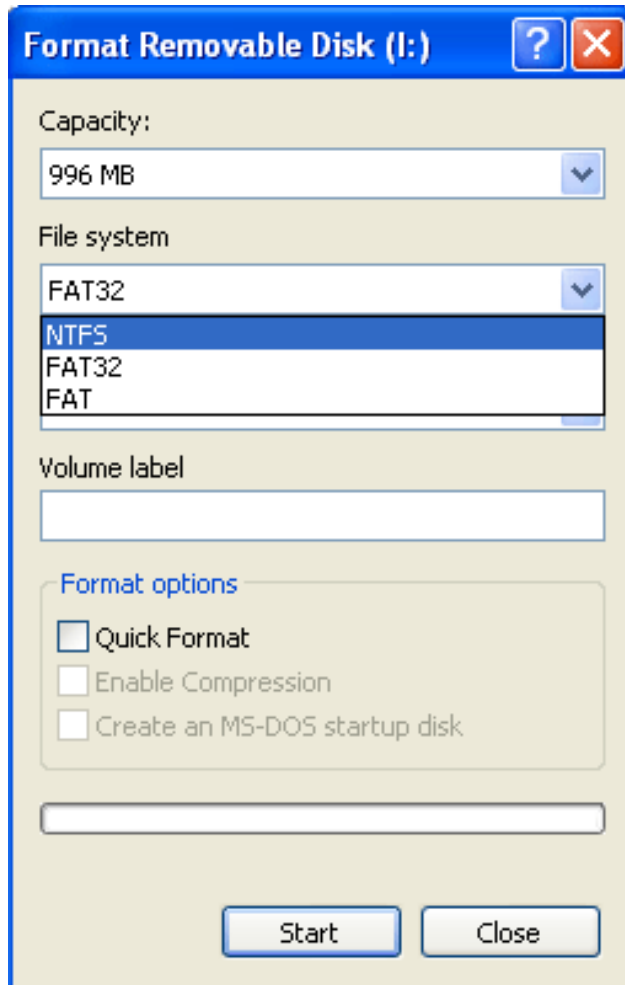 Format Removable Disk (I:)
?
Capacity:
996 MB
File system
FAT32
NTFS
FAT32
FAT
Volume label
Format options
Quick Format
Enable Compression
Create an MS-DOS startup disk
Start Close